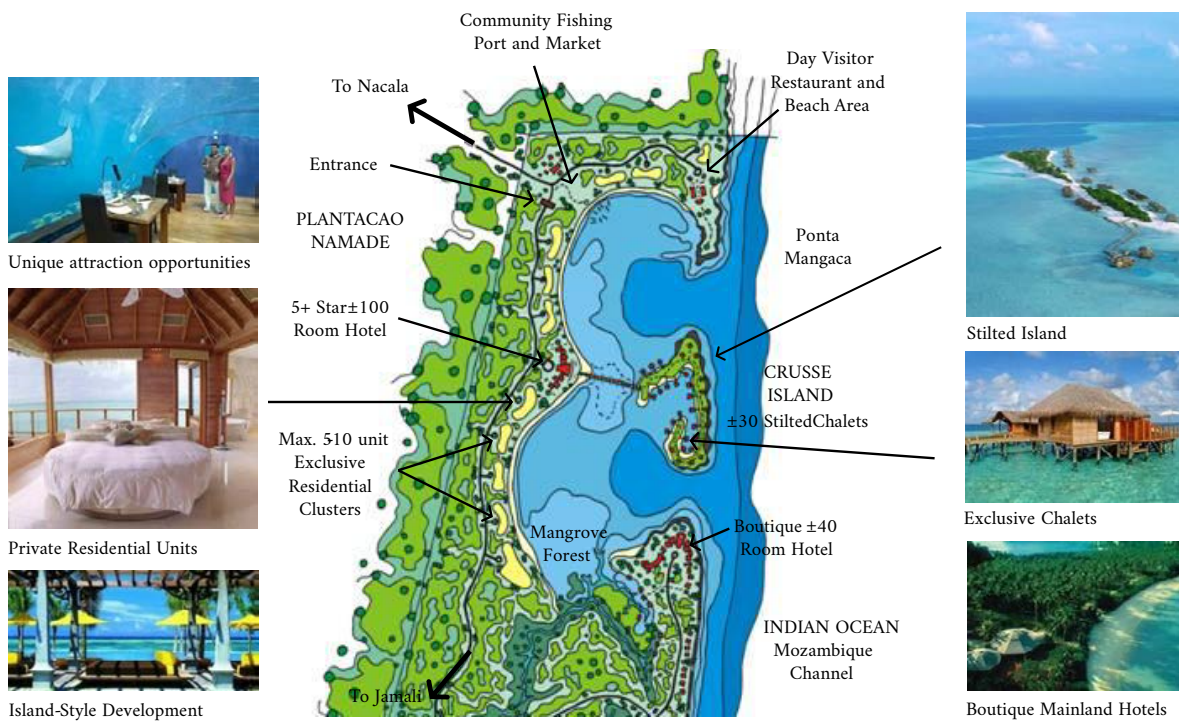 Community Fishing
Port and Market
Day Visitor
Restaurant and
Beach Area
To Nacala
Entrance
PLANTACAO
NAMADE
Unique attraction opportunities
Ponta
Mangaca
5+ Star±100
Room Hotel
Stilted Island
CRUSSE
ISLAND
±30 StiltedChalets
Max. 5-10 unit
Exclusive
Residential
Clusters
Private Residential Units
Mangrove
Forest
Boutique ±40
Room Hotel
Exclusive Chalets
INDIAN OCEAN
Mozambique
Channel
To Jamali
Island-Style Development
Boutique Mainland Hotels